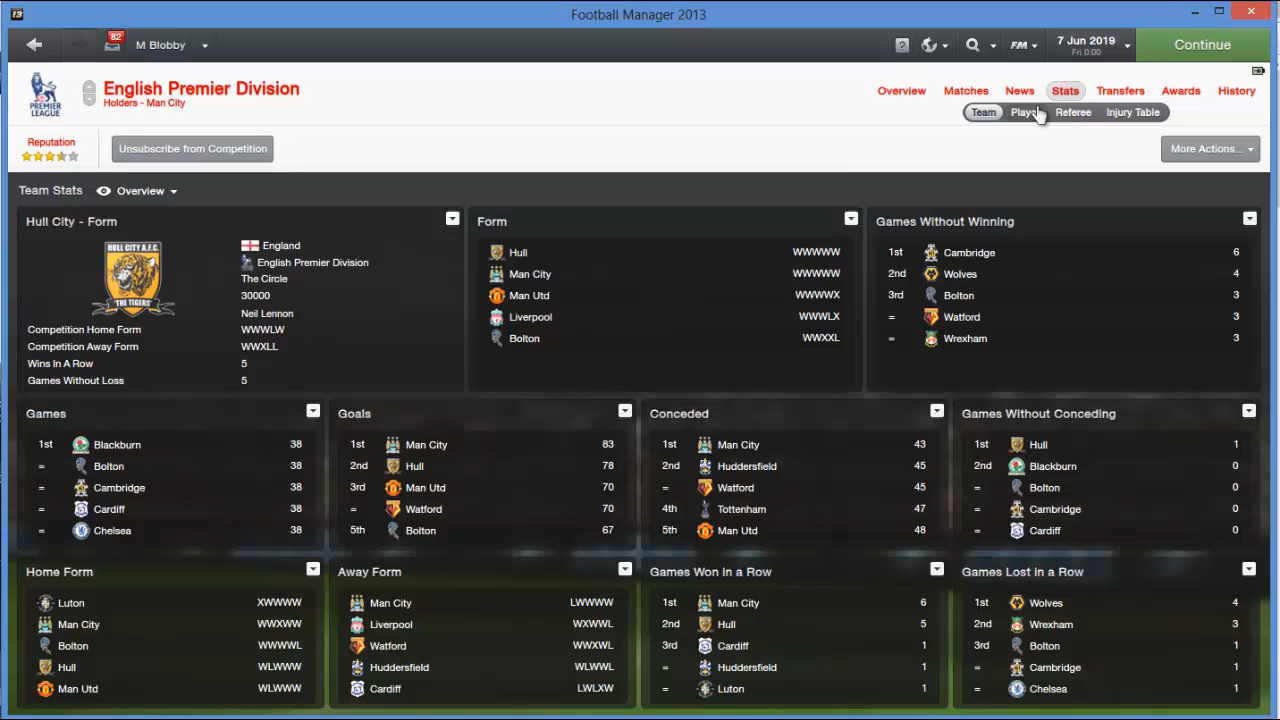 13 Football Manager 2013
82 M Blobby ? FM 7 Jun 2019 Continue
Fri 0:00
English Premier Division
Holders - Man City
PREMIER
LEAGUE
Overview Matches News Stats Transfers Awards History
Team Referee Injury Table
Reputation
Unsubscribe from Competition More Actions...
Team Stats Overview
Hull City - Form
HULL CITY A.F.C.
THE TIGERS
England
English Premier Division
The Circle
30000
Neil Lennon
Competition Home Form WWWLW
Competition Away Form WWXLL
Wins In A Row 5
Games Without Loss 5
Form
Hull WWWWW
Man City WWWWW
Man Utd WWWWX
Liverpool WWWLX
Bolton WWXXL
Games Without Winning
1st Cambridge 6
2nd Wolves 4
3rd Bolton 3
= Watford 3
= Wrexham 3
Games
1st Blackburn 38
= Bolton 38
= Cambridge 38
= Cardiff 38
= Chelsea 38
Goals
1st Man City 83
2nd Hull 78
3rd Man Utd 70
= Watford 70
5th Bolton 67
Conceded
1st Man City 43
2nd Huddersfield 45
= Watford 45
4th Tottenham 47
5th Man Utd 48
Games Without Conceding
1st Hull 1
2nd Blackburn 0
= Bolton 0
= Cambridge 0
= Cardiff 0
Home Form
Luton XWWWW
Man City WWXWW
Bolton WWWWL
Hull WLWWW
Man Utd WLWWW
Away Form
Man City LWWWW
Liverpool WXWWL
Watford WWXWL
Huddersfield WLWWL
Cardiff LWLXW
Games Won in a Row
1st Man City 6
2nd Hull 5
3rd Cardiff 1
= Huddersfield 1
= Luton 1
Games Lost in a Row
1st Wolves 4
2nd Wrexham 3
3rd Bolton 1
= Cambridge 1
= Chelsea 1